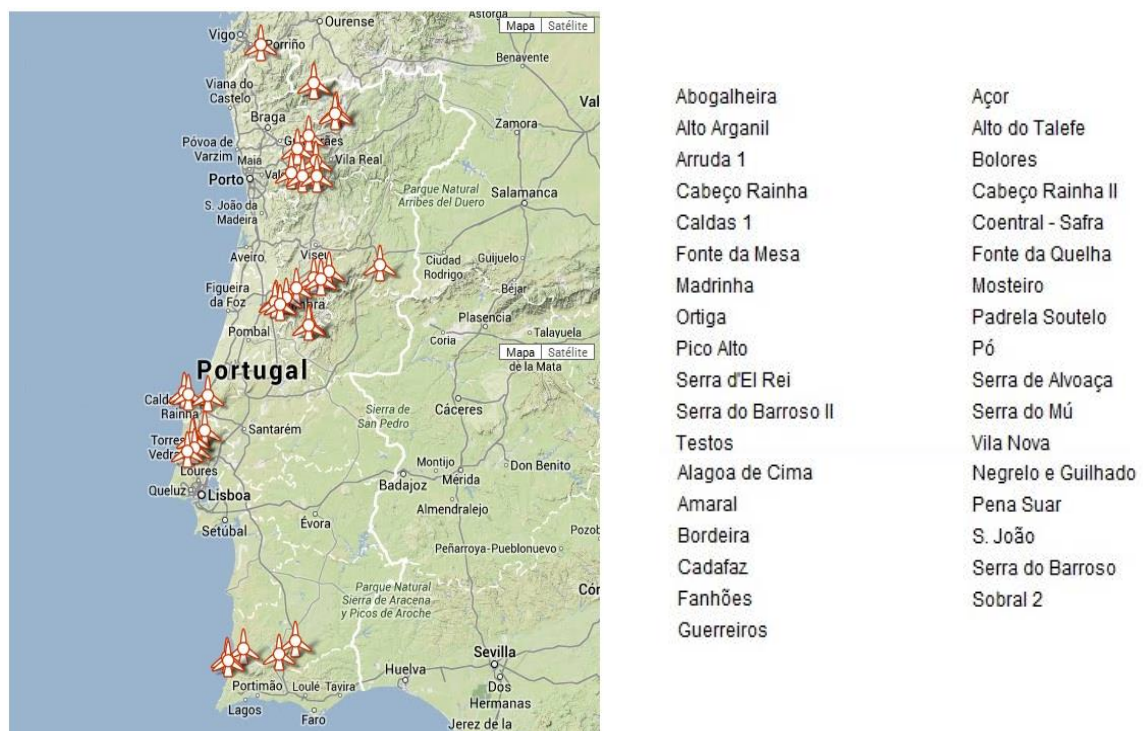 Ourense
Astorga
Mapa Satélite
Vigo
Porriño
Benavente
Viana do
Castelo
Braga
Zamora
Póvoa de
Varzim
Maia
Vila Real
Porto
Parque Natural
Arribes del Duero
Salamanca
S. João da
Madeira
Aveiro
Viseu
Ciudad
Rodrigo
Guijuelo
Figueira
da Foz
Béjar
Plasencia
Pombal
Coria
Talayuela
Mapa Satélite
de la Mata
Portugal
Cáceres
Rainha
Sierra de
San Pedro
Santarém
Torres
Loures
Montijo
Mérida
Don Benito
Badajoz
Queluz
Lisboa
Almendralejo
Setúbal
Évora
Peñarroya-Pueblonuevo
Parque Natural
Sierra de Aracena
y Picos de Aroche
Sevilla
Huelva
Portimão
Loulé
Tavira
Dos
Hermanas
Lagos
Faro
Jerez de la
Abogalheira
Alto Arganil
Arruda 1
Cabeço Rainha
Caldas 1
Fonte da Mesa
Madrinha
Ortiga
Pico Alto
Serra d'El Rei
Serra do Barroso II
Testos
Alagoa de Cima
Amaral
Bordeira
Cadafaz
Fanhões
Guerreiros
Açor
Alto do Talefe
Bolores
Cabeço Rainha II
Coentral - Safra
Fonte da Quelha
Mosteiro
Padrela Soutelo
Pó
Serra de Alvoaça
Serra do Mú
Vila Nova
Negrelo e Guilhado
Pena Suar
S. João
Serra do Barroso
Sobral 2